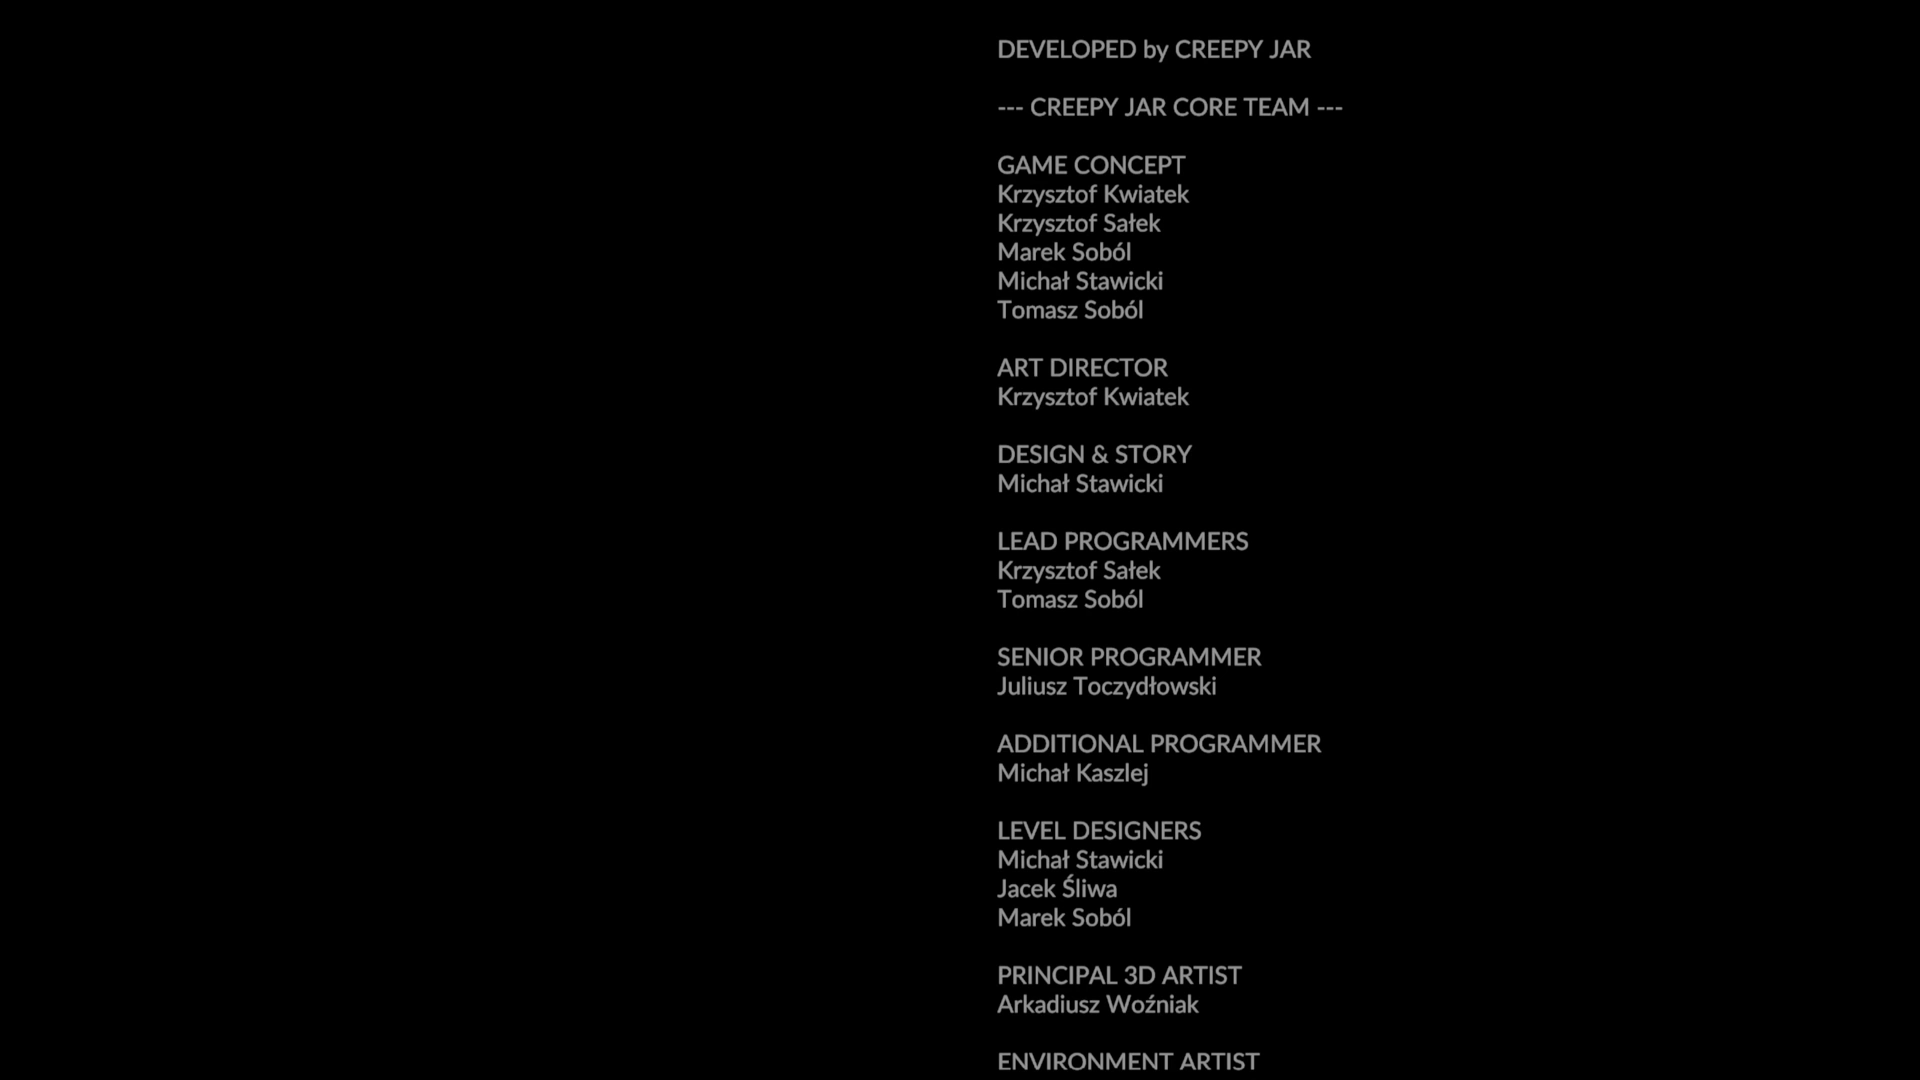 DEVELOPED by CREEPY JAR
--- CREEPY JAR CORE TEAM ---
GAME CONCEPT
Krzysztof Kwiatek
Krzysztof Sałek
Marek Soból
Michał Stawicki
Tomasz Soból
ART DIRECTOR
Krzysztof Kwiatek
DESIGN & STORY
Michał Stawicki
LEAD PROGRAMMERS
Krzysztof Sałek
Tomasz Soból
SENIOR PROGRAMMER
Juliusz Toczydłowski
ADDITIONAL PROGRAMMER
Michał Kaszlej
LEVEL DESIGNERS
Michał Stawicki
Jacek Śliwa
Marek Soból
PRINCIPAL 3D ARTIST
Arkadiusz Woźniak
ENVIRONMENT ARTIST